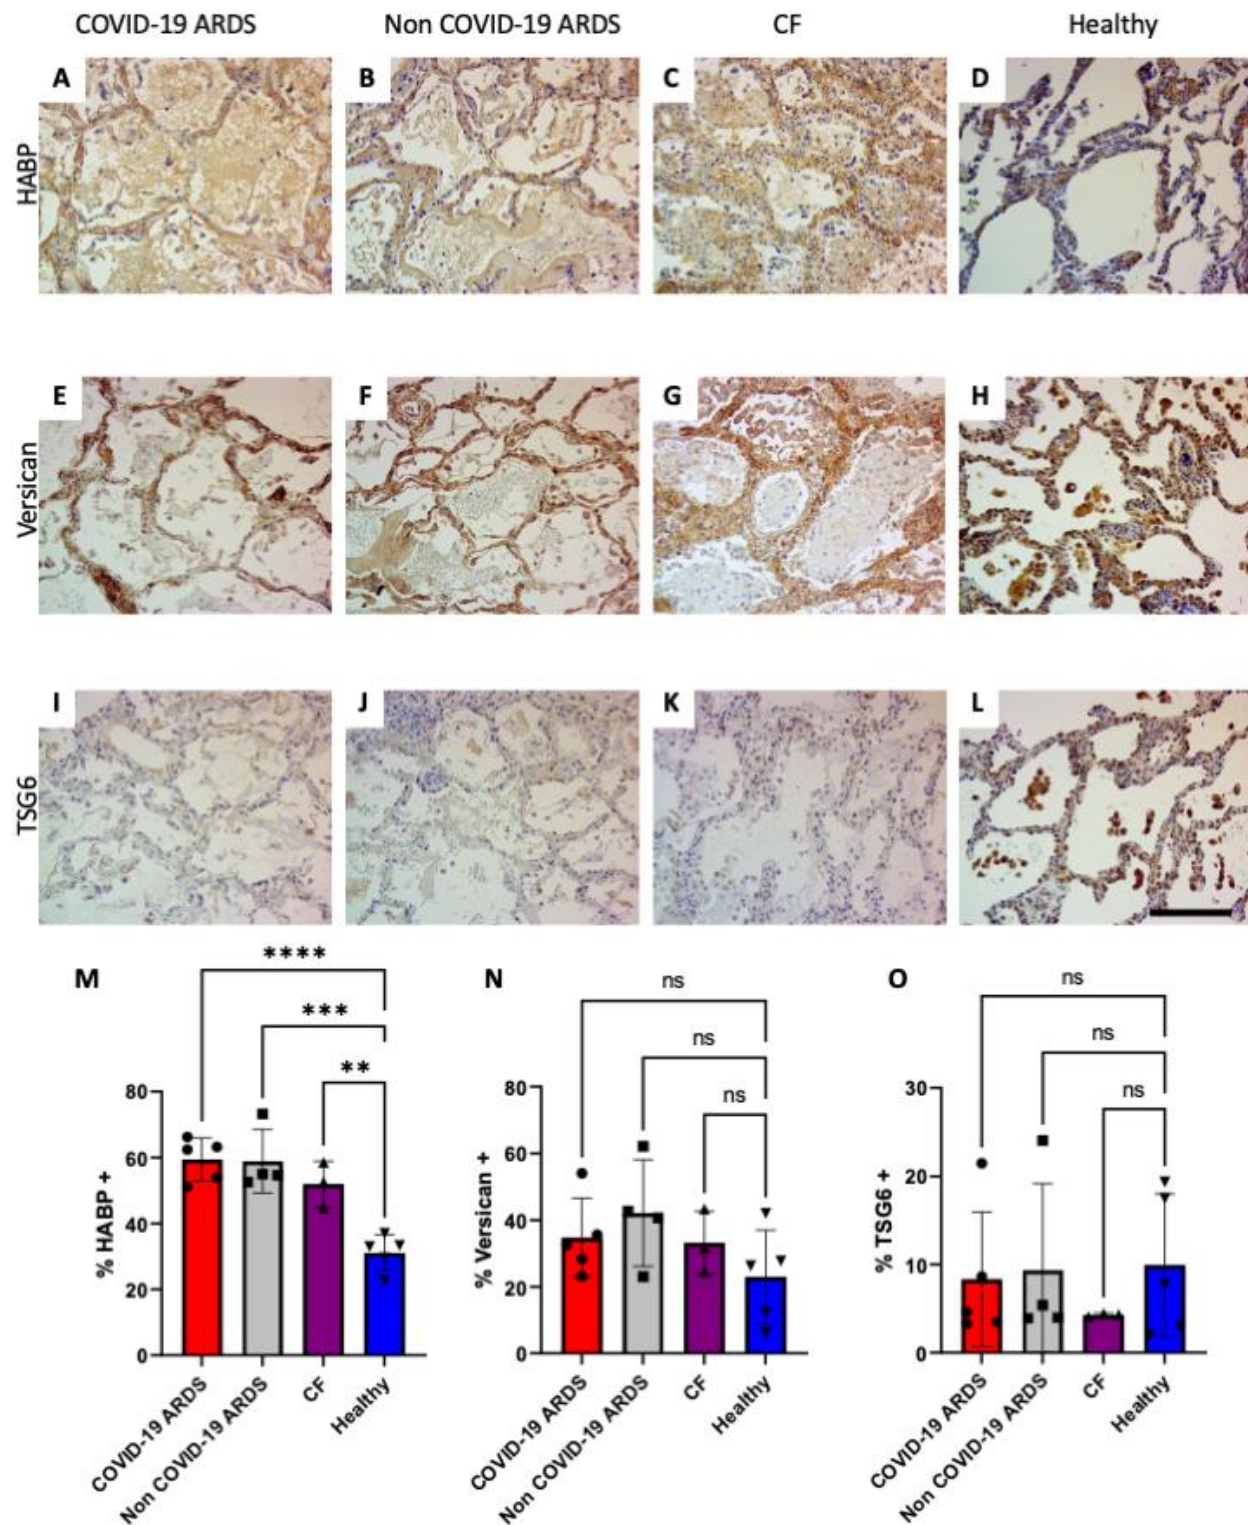 COVID-19 ARDS Non COVID-19 ARDS CF Healthy
HABP
A B C D
Versican
E F G H
TSG6
I J K L
M
****
***
**
% HABP +
80
60
40
20
0
COVID-19 ARDS
Non COVID-19 ARDS
CF
Healthy
N
ns
ns
ns
% Versican +
80
60
40
20
0
COVID-19 ARDS
Non COVID-19 ARDS
CF
Healthy
O
ns
ns
ns
% TSG6 +
30
20
10
0
COVID-19 ARDS
Non COVID-19 ARDS
CF
Healthy